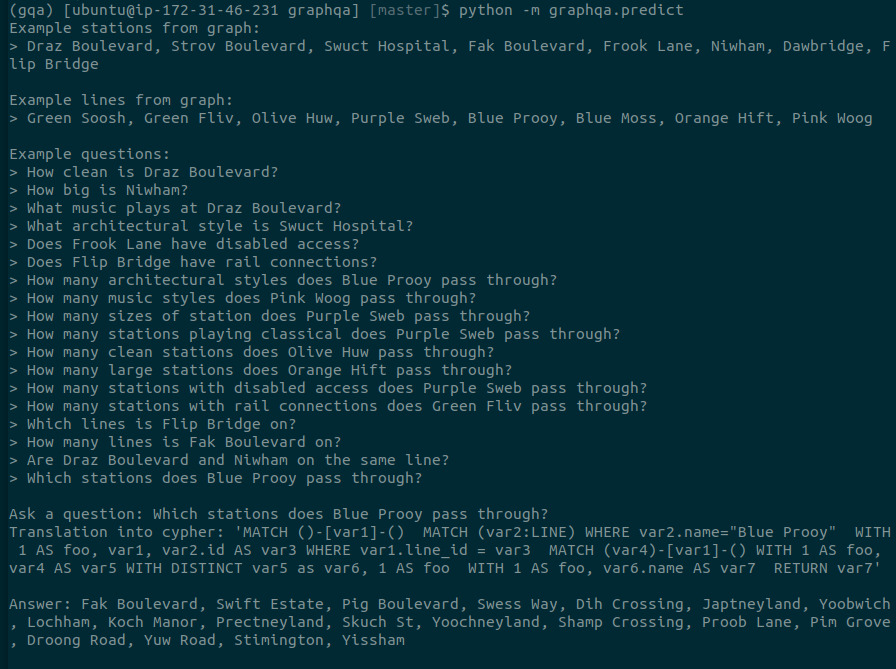 (gqa) [ubuntu@ip-172-31-46-231 graphqa] [master]$ python -m graphqa.predict
Example stations from graph:
> Draz Boulevard, Strov Boulevard, Swuct Hospital, Fak Boulevard, Frook Lane, Niwham, Dawbridge, F
lip Bridge
Example lines from graph:
> Green Soosh, Green Fliv, Olive Huw, Purple Sweb, Blue Prooy, Blue Moss, Orange Hift, Pink Woog
Example questions:
> How clean is Draz Boulevard?
> How big is Niwham?
> What music plays at Draz Boulevard?
> What architectural style is Swuct Hospital?
> Does Frook Lane have disabled access?
> Does Flip Bridge have rail connections?
> How many architectural styles does Blue Prooy pass through?
> How many music styles does Pink Woog pass through?
> How many sizes of station does Purple Sweb pass through?
> How many stations playing classical does Purple Sweb pass through?
> How many clean stations does Olive Huw pass through?
> How many large stations does Orange Hift pass through?
> How many stations with disabled access does Purple Sweb pass through?
> How many stations with rail connections does Green Fliv pass through?
> Which lines is Flip Bridge on?
> How many lines is Fak Boulevard on?
> Are Draz Boulevard and Niwham on the same line?
> Which stations does Blue Prooy pass through?
Ask a question: Which stations does Blue Prooy pass through?
Translation into cypher: 'MATCH ()-[var1]-()  MATCH (var2:LINE) WHERE var2.name="Blue Prooy"  WITH
 1 AS foo, var1, var2.id AS var3 WHERE var1.line_id = var3  MATCH (var4)-[var1]-() WITH 1 AS foo,
var4 AS var5 WITH DISTINCT var5 as var6, 1 AS foo  WITH 1 AS foo, var6.name AS var7  RETURN var7'
Answer: Fak Boulevard, Swift Estate, Pig Boulevard, Swess Way, Dih Crossing, Japtneyland, Yoobwich
, Lochham, Koch Manor, Prectneyland, Skuch St, Yoochneyland, Shamp Crossing, Proob Lane, Pim Grove
, Droong Road, Yuw Road, Stimington, Yissham